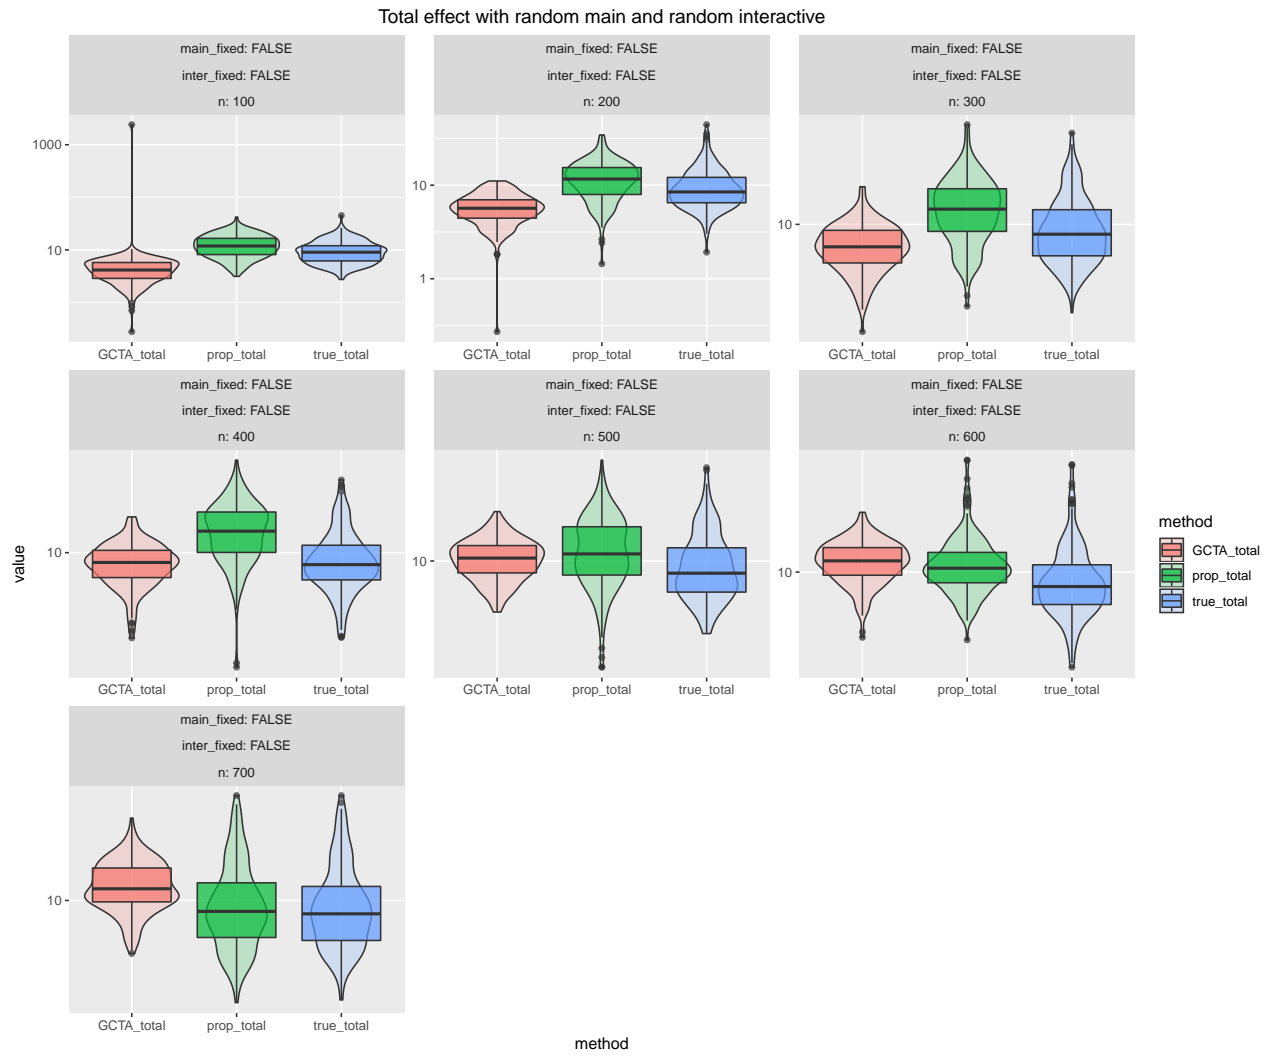 Total effect with random main and random interactive
main_fixed: FALSE
inter_fixed: FALSE
n: 100
main_fixed: FALSE
inter_fixed: FALSE
n: 200
main_fixed: FALSE
inter_fixed: FALSE
n: 300
1000
10
10
1
10
GCTA_total prop_total true_total
GCTA_total prop_total true_total
GCTA_total prop_total true_total
main_fixed: FALSE
inter_fixed: FALSE
n: 400
main_fixed: FALSE
inter_fixed: FALSE
n: 500
main_fixed: FALSE
inter_fixed: FALSE
n: 600
value
10
10
10
GCTA_total prop_total true_total
GCTA_total prop_total true_total
GCTA_total prop_total true_total
method
GCTA_total
prop_total
true_total
main_fixed: FALSE
inter_fixed: FALSE
n: 700
10
GCTA_total prop_total true_total
method